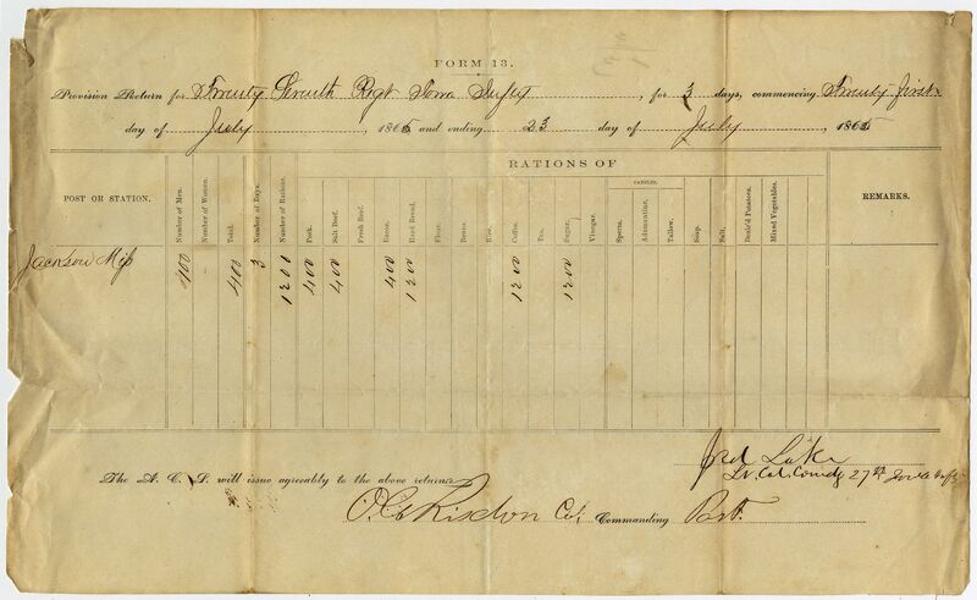 FORM 13.
Provision Return for Twenty Seventh Regt Iowa Infty, for 3 days, commencing Twenty first
day of July, 1865 and ending 23 day of July, 1865
RATIONS OF
POST OR STATION.
Number of Men.
Number of Women.
Total.
Number of Days.
Number of Rations.
Pork.
Salt Beef.
Fresh Beef.
Bacon.
Hard Bread.
Flour.
Beans.
Rice.
Coffee.
Tea.
Sugar.
Vinegar.
CANDLES.
Sperm.
Adamantine.
Tallow.
Soap.
Salt.
Desic'd Potatoes.
Mixed Vegetables.
REMARKS.
Jackson Mip 400 400 3 1200 400 400 400 1200 1200 1200
Jed Lake
Lt. Col. Comdg 27th Iowa Infy
The A. C. S. will issue agreeably to the above return
Risdon Col; Commanding Post.